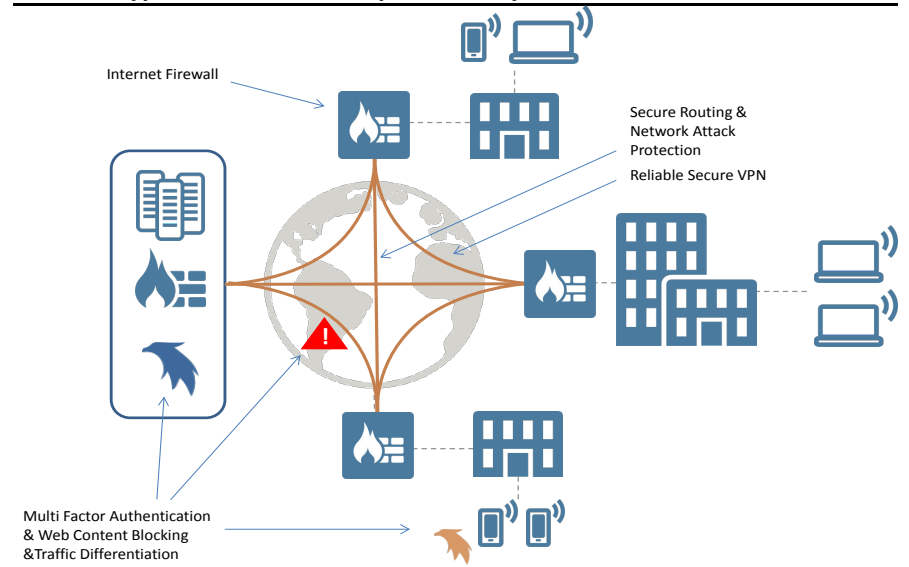 Internet Firewall
Secure Routing &
Network Attack
Protection
Reliable Secure VPN
!
Multi Factor Authentication
& Web Content Blocking
&Traffic Differentiation